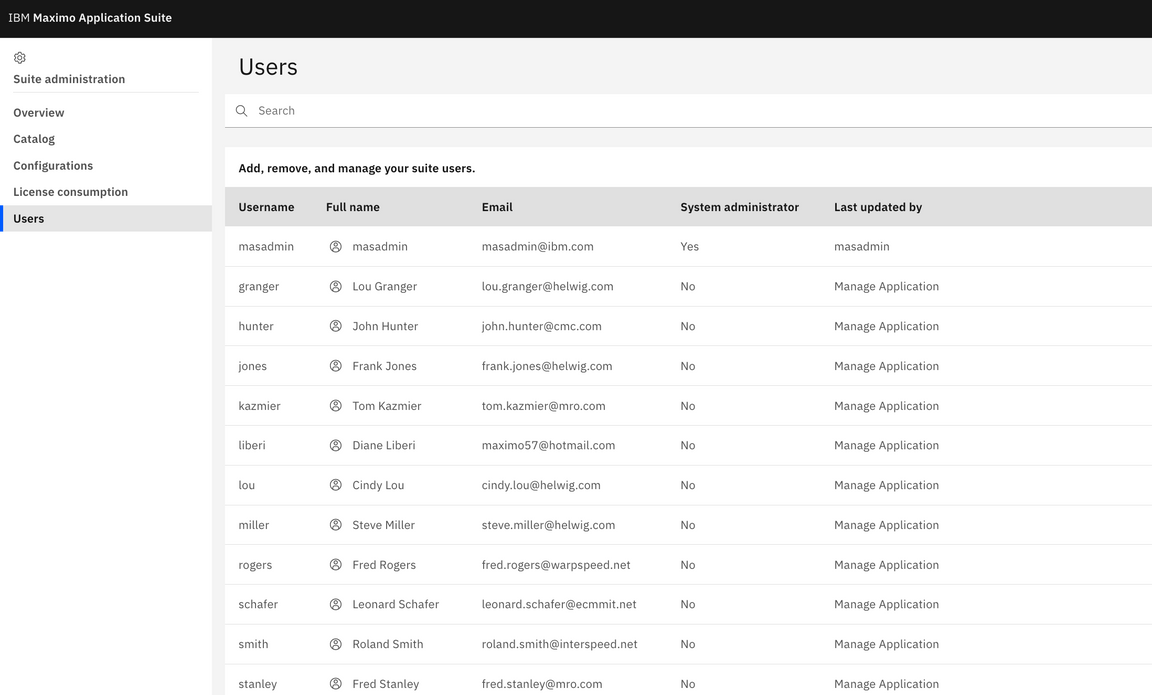 IBM Maximo Application Suite
Suite administration
Overview
Catalog
Configurations
License consumption
Users
Users
Search
Add, remove, and manage your suite users.
Username Full name Email System administrator Last updated by
masadmin masadmin masadmin@ibm.com Yes masadmin
granger Lou Granger lou.granger@helwig.com No Manage Application
hunter John Hunter john.hunter@cmc.com No Manage Application
jones Frank Jones frank.jones@helwig.com No Manage Application
kazmier Tom Kazmier tom.kazmier@mro.com No Manage Application
liberi Diane Liberi maximo57@hotmail.com No Manage Application
lou Cindy Lou cindy.lou@helwig.com No Manage Application
miller Steve Miller steve.miller@helwig.com No Manage Application
rogers Fred Rogers fred.rogers@warpspeed.net No Manage Application
schafer Leonard Schafer leonard.schafer@ecmmit.net No Manage Application
smith Roland Smith roland.smith@interspeed.net No Manage Application
stanley Fred Stanley fred.stanley@mro.com No Manage Application